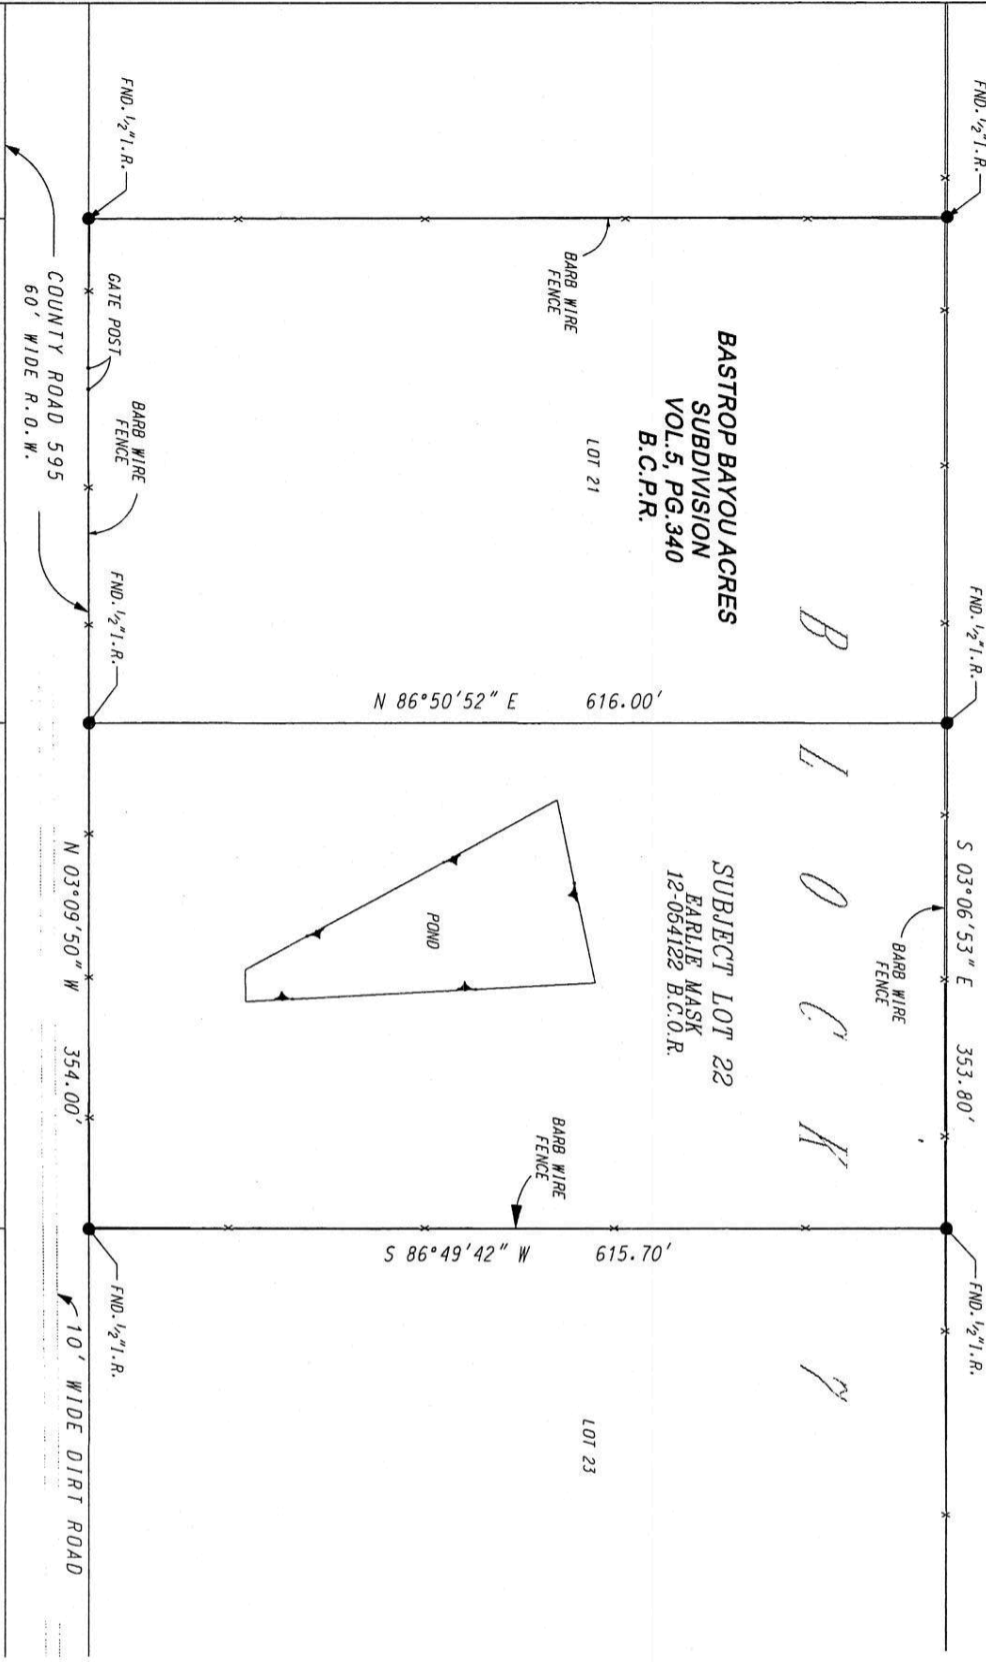 FND. 1/2" I.R.
FND. 1/2" I.R.
FND. 1/2" I.R.
S 03°06'53" E 353.80'
BARB WIRE
FENCE
B L O C K
BASTROP BAYOU ACRES
SUBDIVISION
VOL.5, PG.340
B.C.P.R.
LOT 21
BARB WIRE
FENCE
N 86°50'52" E 616.00'
SUBJECT LOT 22
EARLIE MASK
12-054122 B.C.O.R.
POND
BARB WIRE
FENCE
S 86°49'42" W 615.70'
LOT 23
FND. 1/2" I.R.
GATE POST
BARB WIRE
FENCE
FND. 1/2" I.R.
FND. 1/2" I.R.
N 03°09'50" W 354.00'
COUNTY ROAD 595
60' WIDE R.O.W.
10' WIDE DIRT ROAD